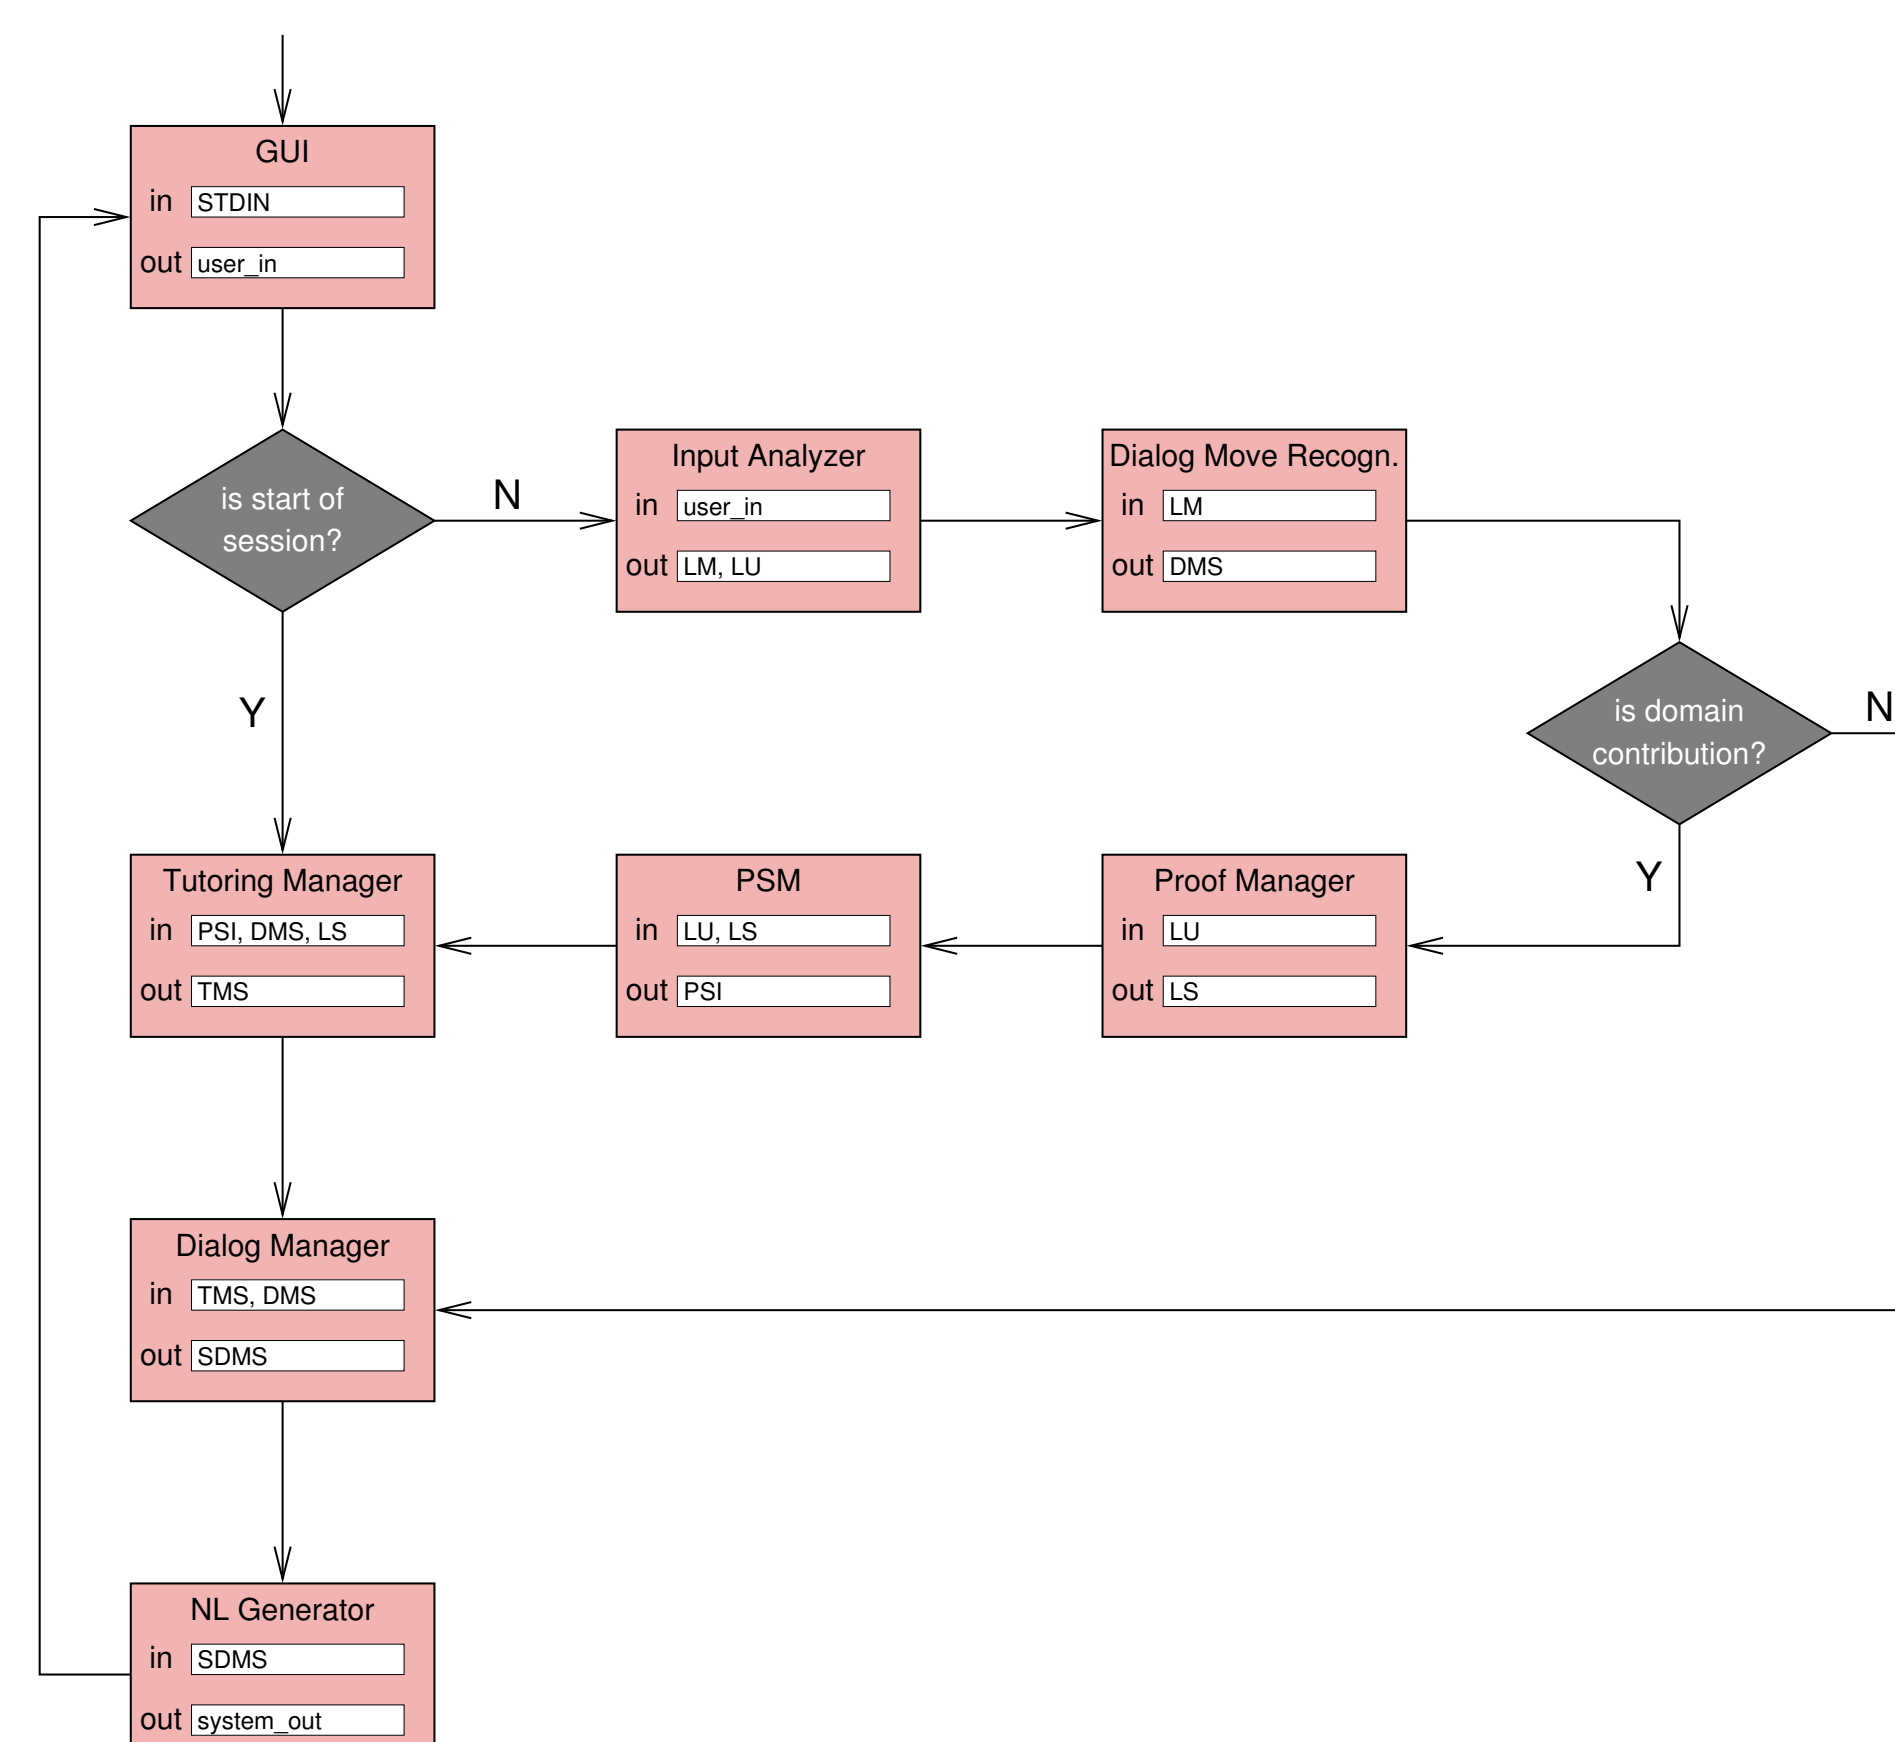 GUI
in STDIN
out user_in
is start of
session?
N
Input Analyzer
in user_in
out LM, LU
Dialog Move Recogn.
in LM
out DMS
is domain
contribution?
N
Y
Y
Tutoring Manager
in PSI, DMS, LS
out TMS
PSM
in LU, LS
out PSI
Proof Manager
in LU
out LS
Dialog Manager
in TMS, DMS
out SDMS
NL Generator
in SDMS
out system_out